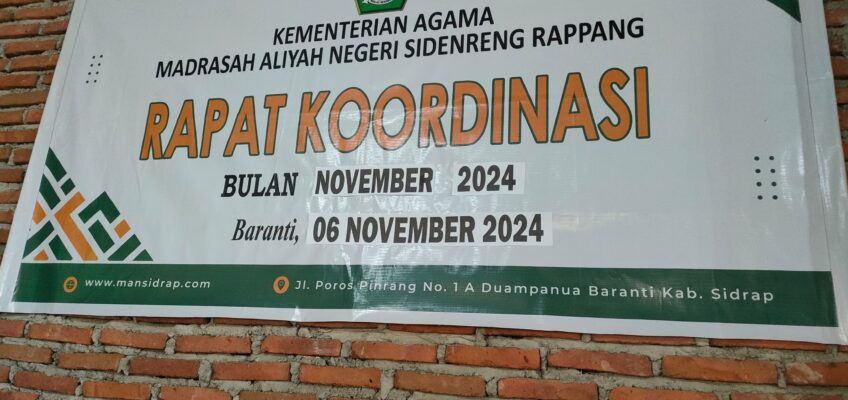 KEMENTERIAN AGAMA
MADRASAH ALIYAH NEGERI SIDENRENG RAPPANG
RAPAT KOORDINASI
BULAN NOVEMBER 2024
Baranti, 06 NOVEMBER 2024
www.mansidrap.com
Jl. Poros Pinrang No. 1 A Duampanua Baranti Kab. Sidrap